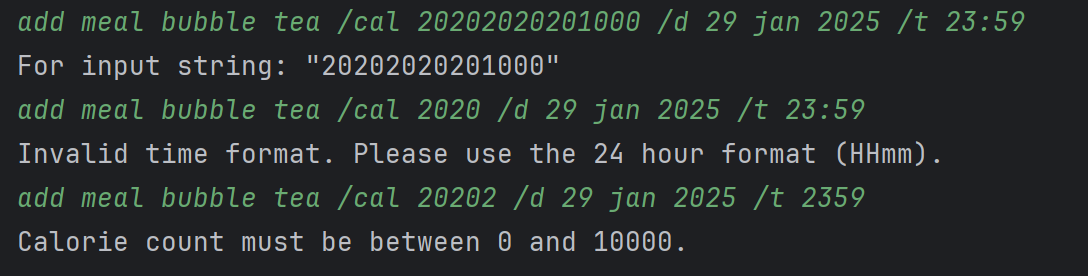 add meal bubble tea /cal 20202020201000 /d 29 jan 2025 /t 23:59
For input string: "20202020201000"
add meal bubble tea /cal 2020 /d 29 jan 2025 /t 23:59
Invalid time format. Please use the 24 hour format (HHmm).
add meal bubble tea /cal 20202 /d 29 jan 2025 /t 2359
Calorie count must be between 0 and 10000.